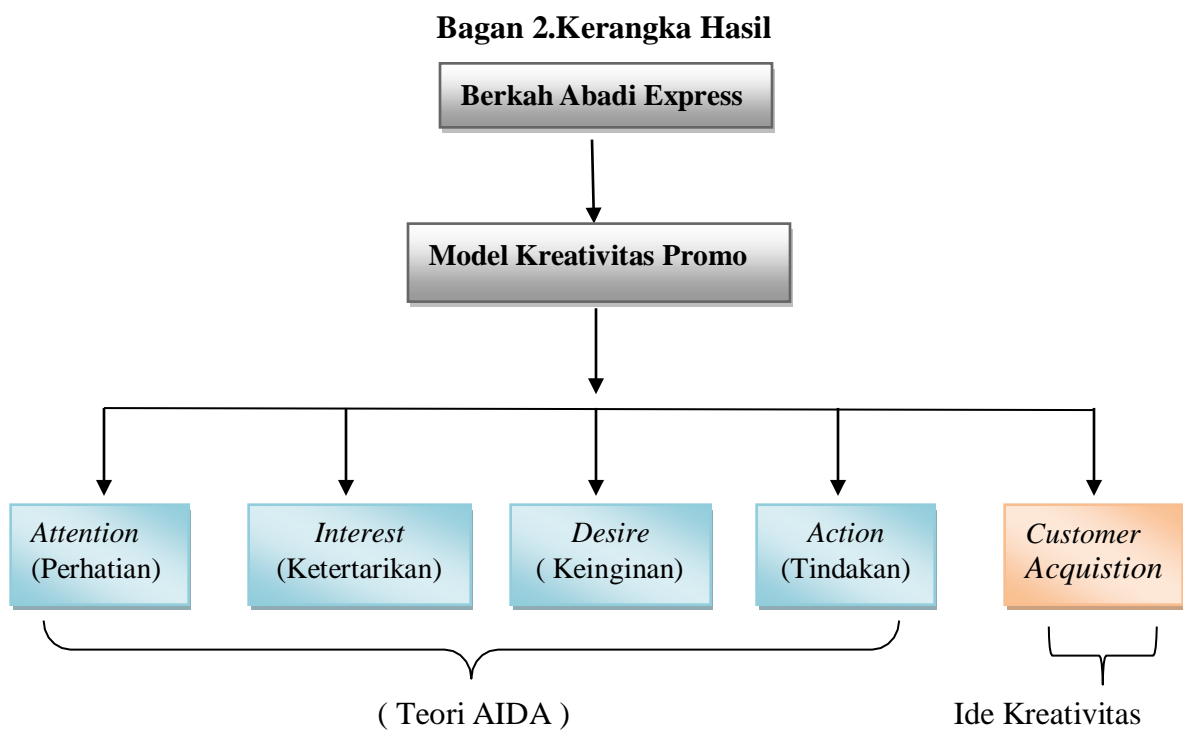 Bagan 2.Kerangka Hasil
Berkah Abadi Express
Model Kreativitas Promo
Attention
(Perhatian)
Interest
(Ketertarikan)
Desire
( Keinginan)
Action
(Tindakan)
Customer
Acquistion
( Teori AIDA )
Ide Kreativitas